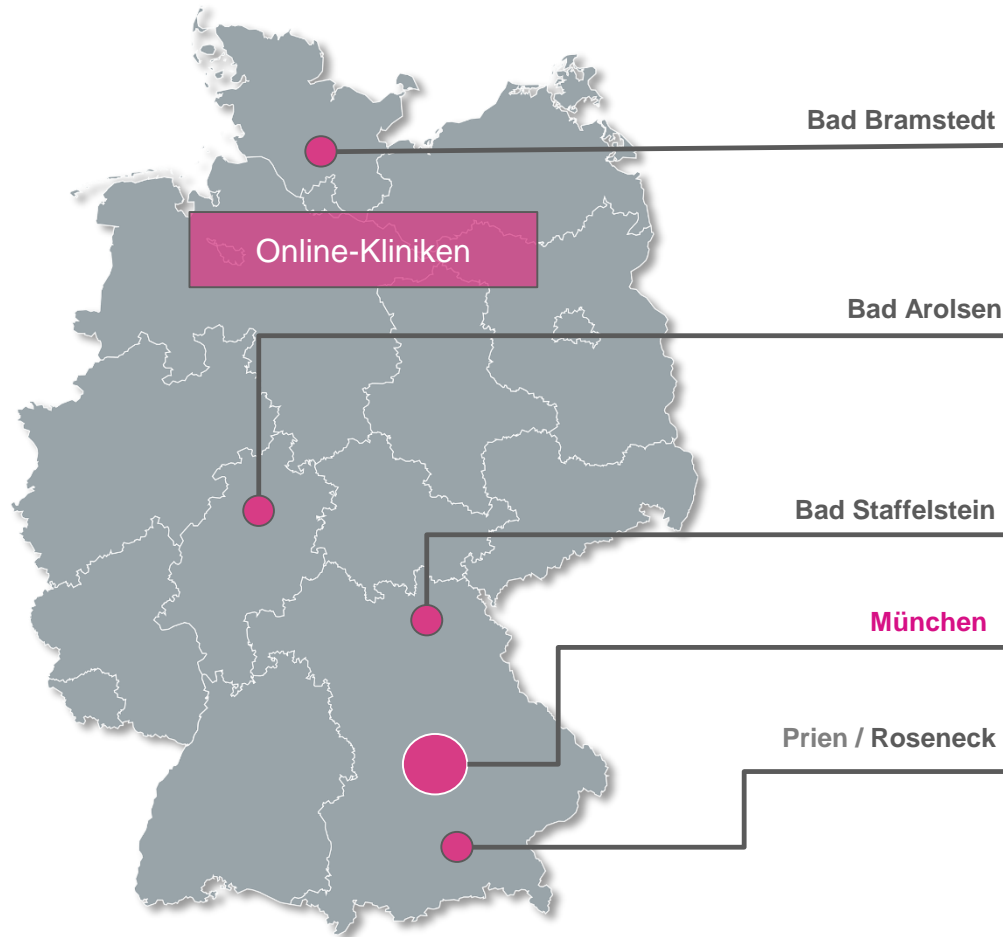 Bad Bramstedt
Online-Kliniken
Bad Arolsen
Bad Staffelstein
München
Prien / Roseneck